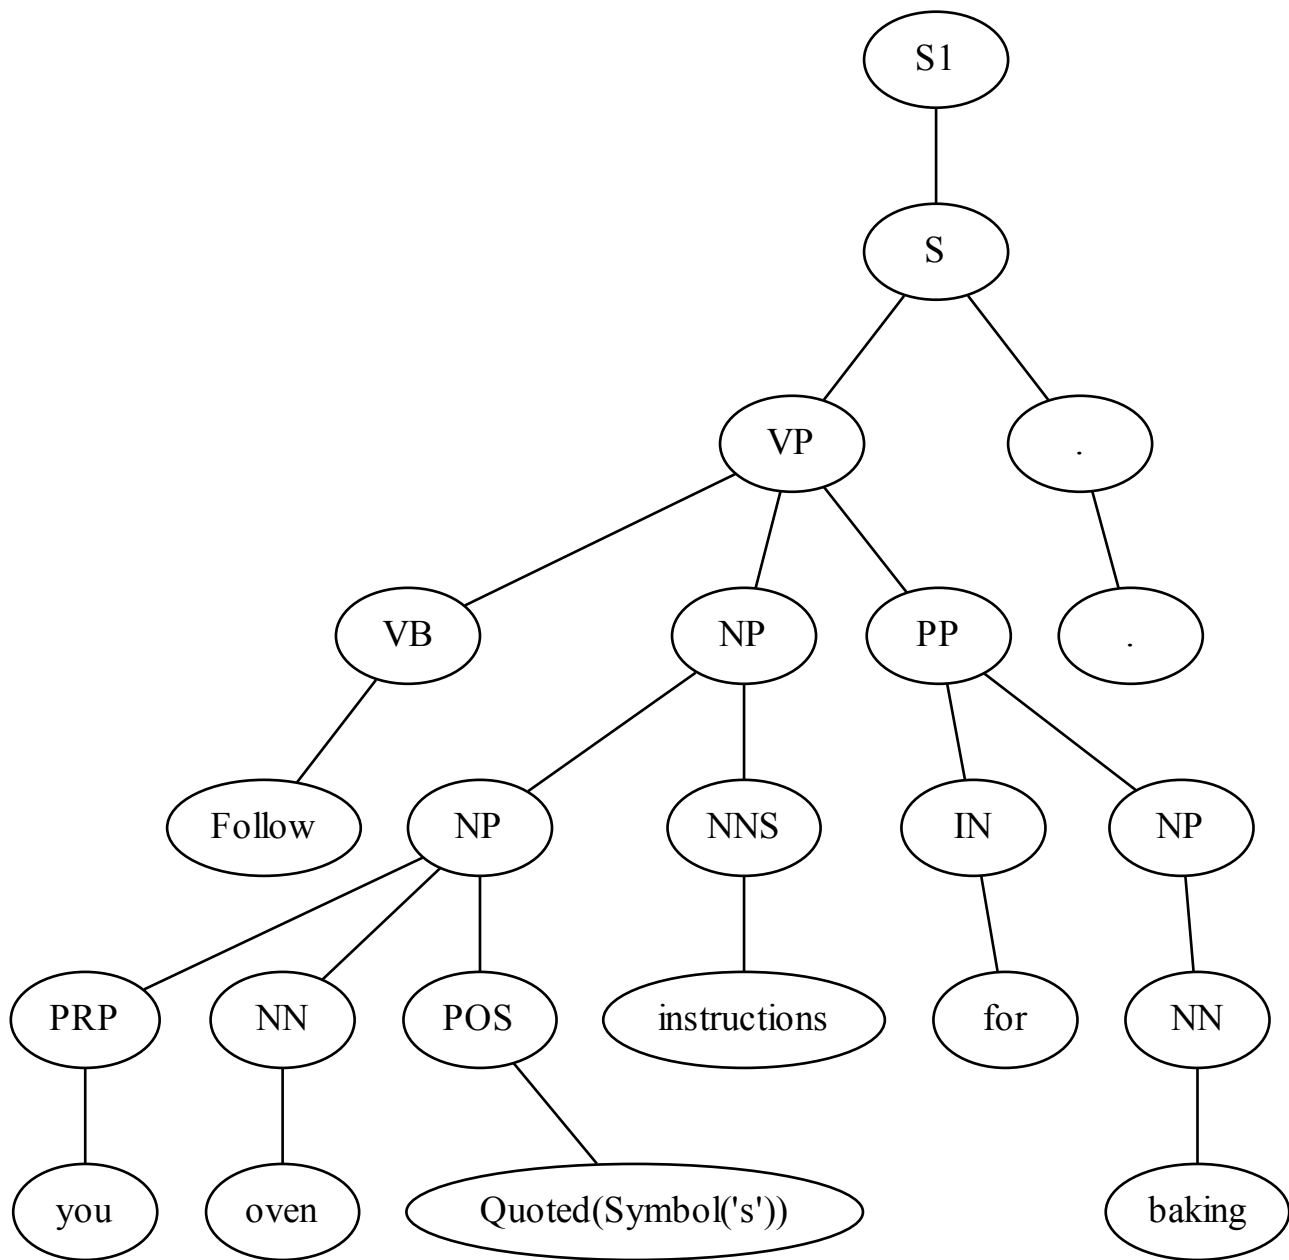 S1
S
VP .
VB NP PP .
Follow NP NNS IN NP
PRP NN POS instructions for NN
you oven Quoted(Symbol('s')) baking